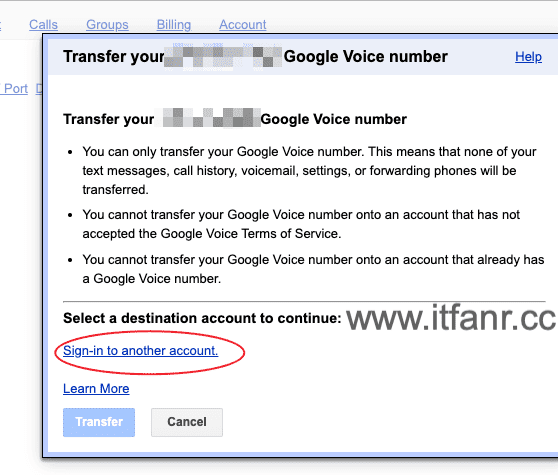 Calls Groups Billing Account
Transfer your Google Voice number Help
Port
Transfer your Google Voice number
• You can only transfer your Google Voice number. This means that none of your
text messages, call history, voicemail, settings, or forwarding phones will be
transferred.
• You cannot transfer your Google Voice number onto an account that has not
accepted the Google Voice Terms of Service.
• You cannot transfer your Google Voice number onto an account that already has
a Google Voice number.
Select a destination account to continue:
www.itfanr.cc
Sign-in to another account.
Learn More
Transfer Cancel